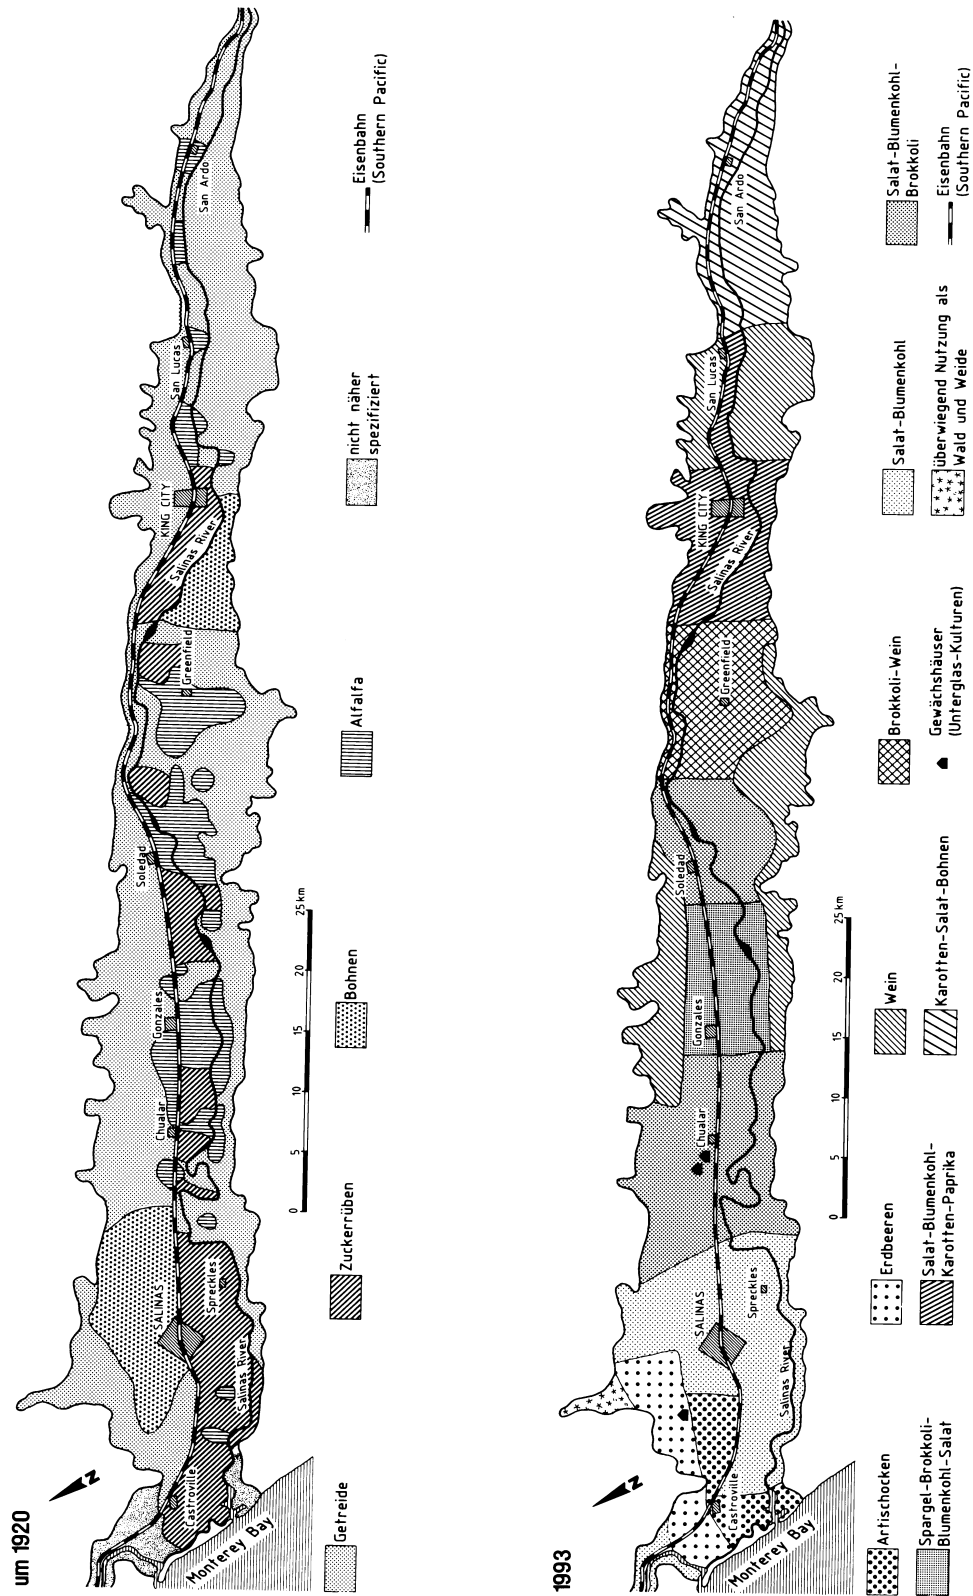 um 1920
Monterey Bay
Castroville
Salinas River
SALINAS
Spreckles
Chualar
Gonzales
Soledad
Greenfield
Salinas River
KING CITY
San Lucas
San Ardo
0 5 10 15 20 25 km
Getreide
Zuckerrüben
Bohnen
Alfalfa
nicht näher
spezifiziert
Eisenbahn
(Southern Pacific)
N
1993
Monterey Bay
Castroville
Salinas River
SALINAS
Spreckles
Chualar
Gonzales
Soledad
Greenfield
Salinas River
KING CITY
San Lucas
San Ardo
0 5 10 15 20 25 km
N
Artischocken
Erdbeeren
Wein
Brokkoli-Wein
Salat-Blumenkohl
Salat-Blumenkohl-
Brokkoli
Spargel-Brokkoli-
Blumenkohl-Salat
Salat-Blumenkohl-
Karotten-Paprika
Karotten-Salat-Bohnen
Gewächshäuser
(Unterglas-Kulturen)
überwiegend Nutzung als
Wald und Weide
Eisenbahn
(Southern Pacific)